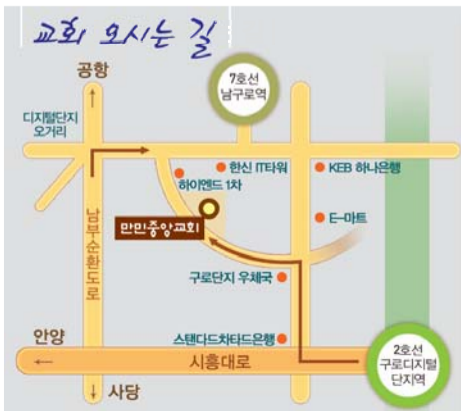 교회 오시는 길
공항
7호선
남구로역
디지털단지
오거리
한신 IT타워
KEB 하나은행
하이엔드 1차
E-마트
만민중앙교회
남부순환도로
구로단지 우체국
스탠다드차타드은행
안양
시흥대로
2호선
구로디지털
단지역
사당